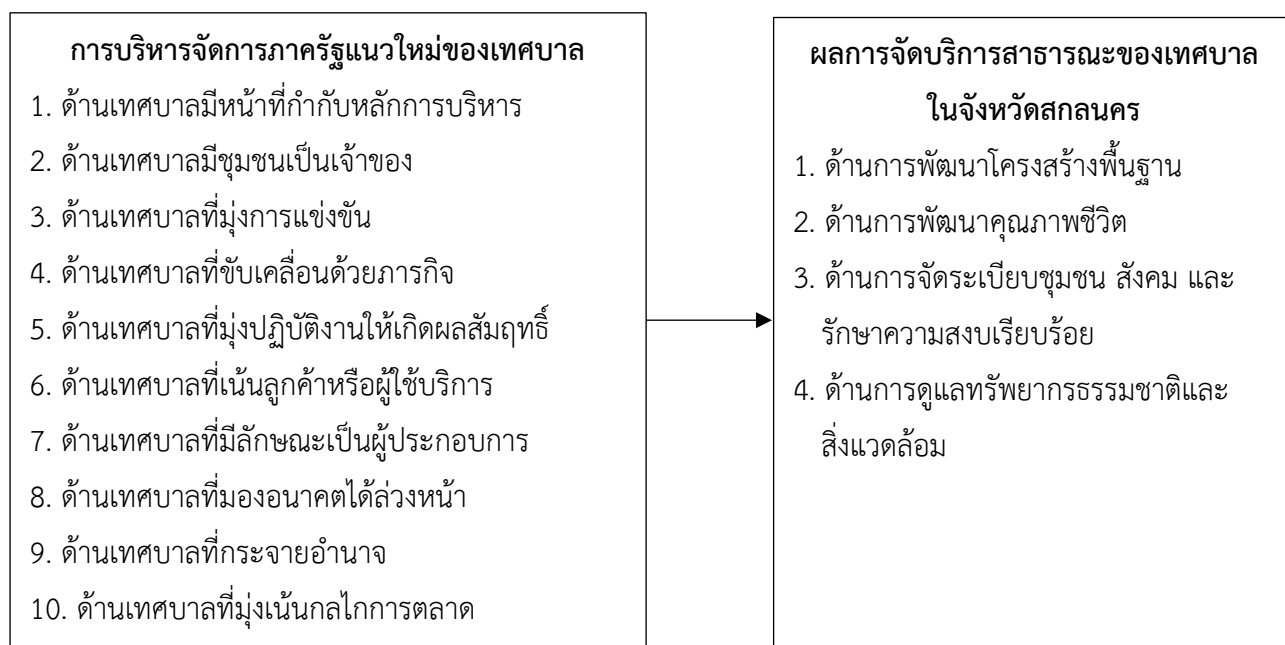 การบริหารจัดการภาครัฐแนวใหม่ของเทศบาล
1. ด้านเทศบาลมีหน้าที่กำกับหลักการบริหาร
2. ด้านเทศบาลมีชุมชนเป็นเจ้าของ
3. ด้านเทศบาลที่มุ่งการแข่งขัน
4. ด้านเทศบาลที่ขับเคลื่อนด้วยภารกิจ
5. ด้านเทศบาลที่มุ่งปฏิบัติงานให้เกิดผลสัมฤทธิ์
6. ด้านเทศบาลที่เน้นลูกค้าหรือผู้ใช้บริการ
7. ด้านเทศบาลที่มีลักษณะเป็นผู้ประกอบการ
8. ด้านเทศบาลที่มองอนาคตได้ล่วงหน้า
9. ด้านเทศบาลที่กระจายอำนาจ
10. ด้านเทศบาลที่มุ่งเน้นกลไกการตลาด
ผลการจัดบริการสาธารณะของเทศบาล
ในจังหวัดสกลนคร
1. ด้านการพัฒนาโครงสร้างพื้นฐาน
2. ด้านการพัฒนาคุณภาพชีวิต
3. ด้านการจัดระเบียบชุมชน สังคม และ
รักษาความสงบเรียบร้อย
4. ด้านการดูแลทรัพยากรธรรมชาติและ
สิ่งแวดล้อม